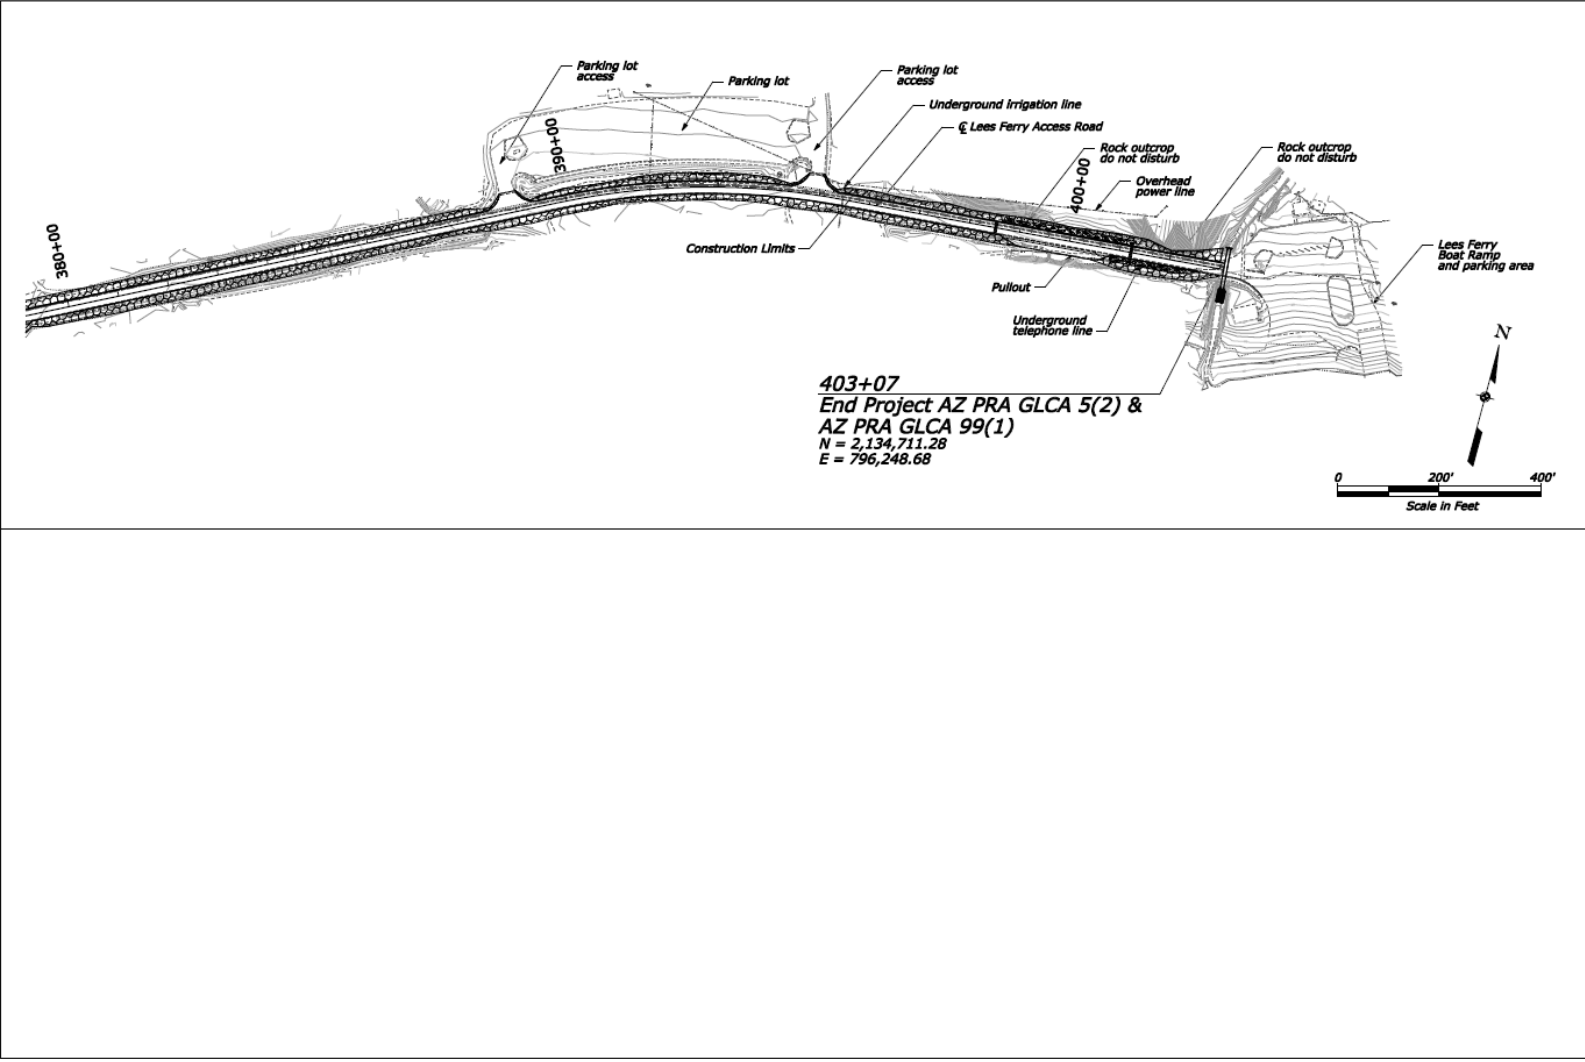 Parking lot
access
Parking lot
Parking lot
access
Underground irrigation line
℄ Lees Ferry Access Road
Rock outcrop
do not disturb
Rock outcrop
do not disturb
Overhead
power line
380+00
390+00
400+00
Construction Limits
Pullout
Underground
telephone line
Lees Ferry
Boat Ramp
and parking area
403+07
End Project AZ PRA GLCA 5(2) &
AZ PRA GLCA 99(1)
N = 2,134,711.28
E = 796,248.68
N
0 200' 400'
Scale in Feet